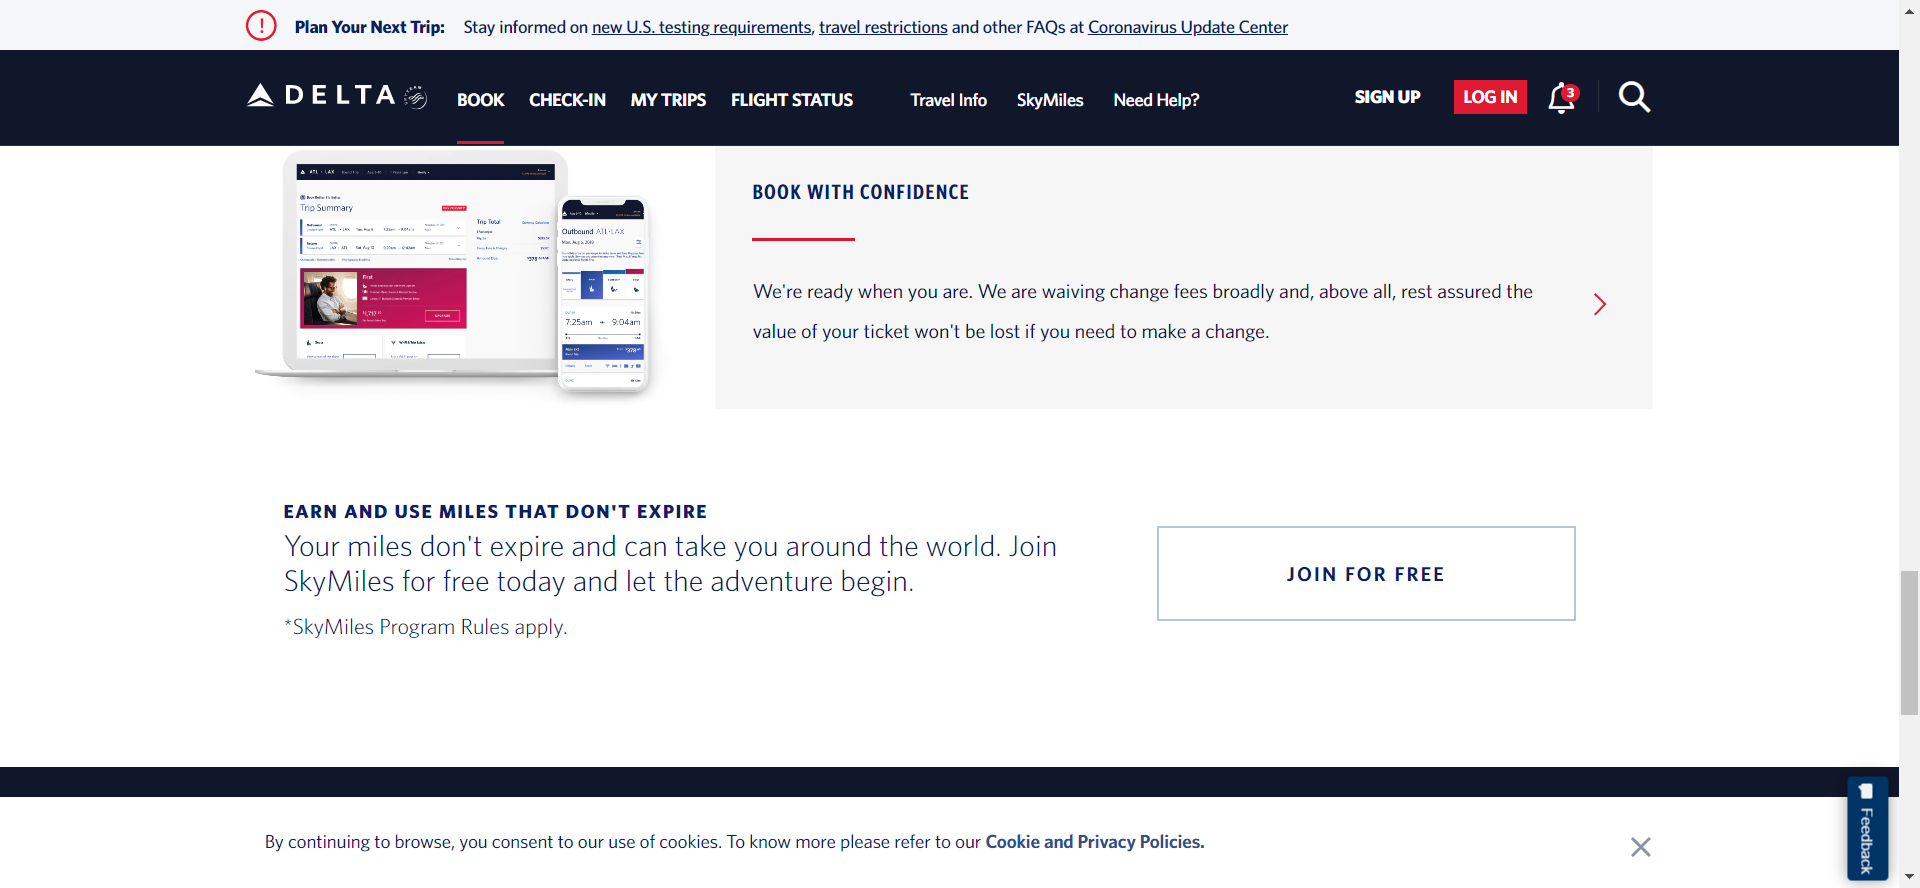 Plan Your Next Trip: Stay informed on new U.S. testing requirements, travel restrictions and other FAQs at Coronavirus Update Center
DELTA
BOOK CHECK-IN MY TRIPS FLIGHT STATUS Travel Info SkyMiles Need Help? SIGN UP LOG IN 3
ATL - LAX
Trip Summary
Trip Total
First
Outbound ATL-LAX
7:25am → 9:04am
BOOK WITH CONFIDENCE
We're ready when you are. We are waiving change fees broadly and, above all, rest assured the
value of your ticket won't be lost if you need to make a change.
EARN AND USE MILES THAT DON'T EXPIRE
Your miles don't expire and can take you around the world. Join
SkyMiles for free today and let the adventure begin.
*SkyMiles Program Rules apply.
JOIN FOR FREE
Feedback
By continuing to browse, you consent to our use of cookies. To know more please refer to our Cookie and Privacy Policies.